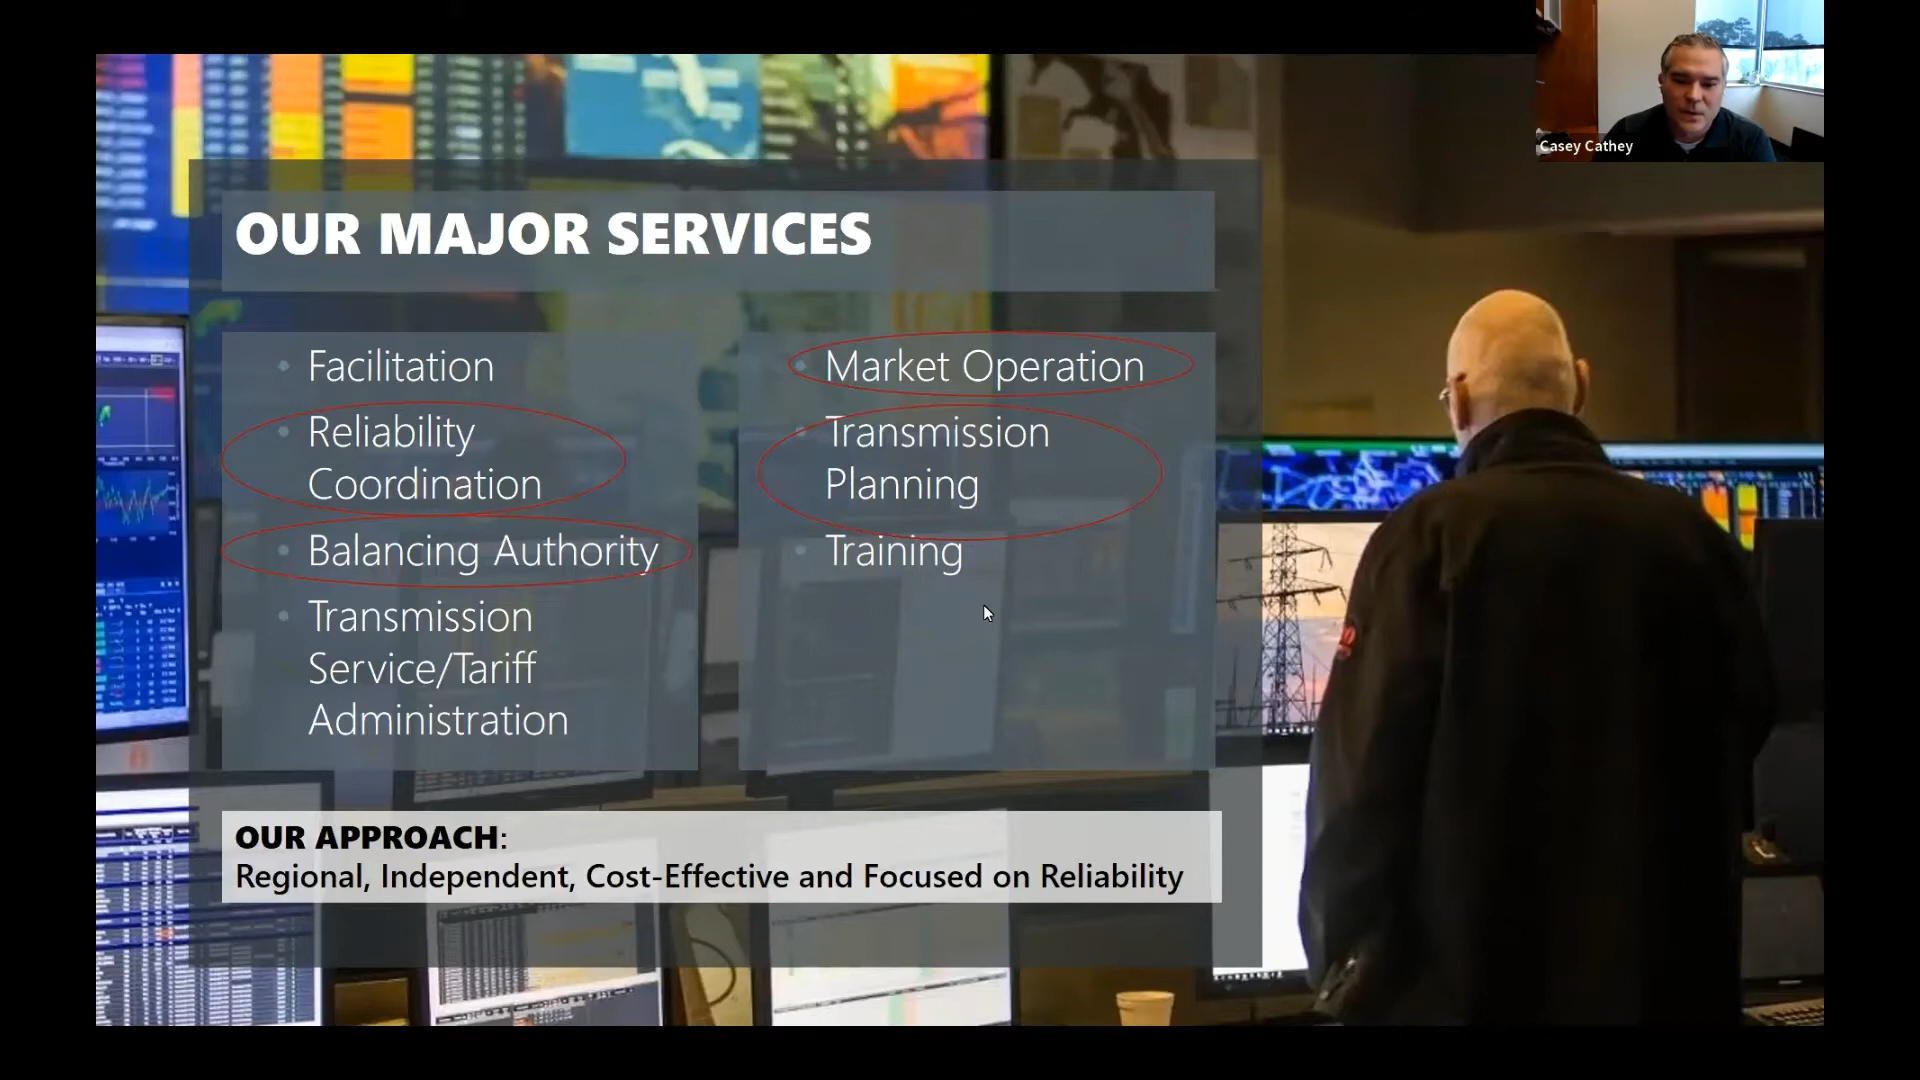 Casey Cathey
OUR MAJOR SERVICES
• Facilitation
• Reliability
Coordination
• Balancing Authority
• Transmission
Service/Tariff
Administration
• Market Operation
• Transmission
Planning
• Training
OUR APPROACH:
Regional, Independent, Cost-Effective and Focused on Reliability